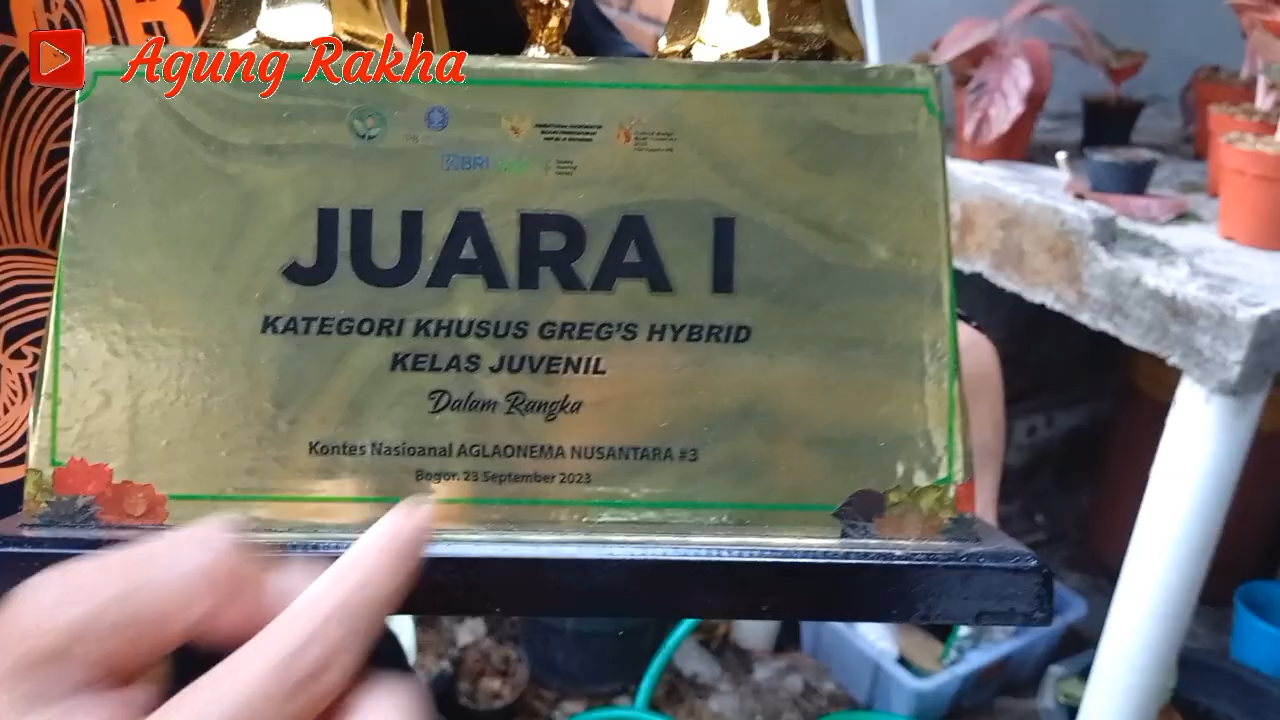 Agung Rakha
BRI
JUARA I
KATEGORI KHUSUS GREG'S HYBRID
KELAS JUVENIL
Dalam Rangka
Kontes Nasioanal AGLAONEMA NUSANTARA #3
Bogor, 23 September 2023